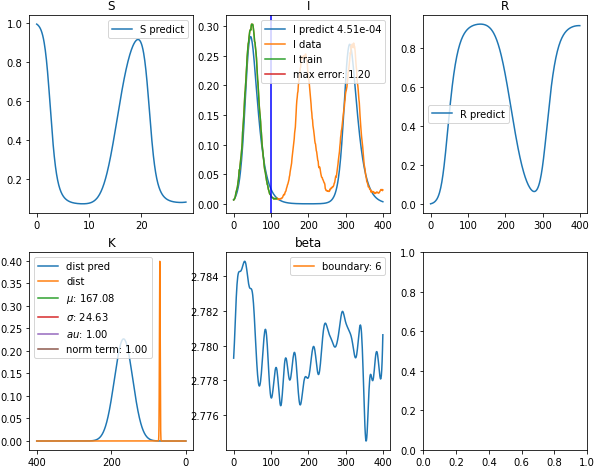 S
1.0
0.8
0.6
0.4
0.2
0
10
20
S predict
I
0.30
0.25
0.20
0.15
0.10
0.05
0.00
0
100
200
300
400
I predict 4.51e-04
I data
I train
max error: 1.20
R
0.8
0.6
0.4
0.2
0.0
0
200
400
R predict
K
0.40
0.35
0.30
0.25
0.20
0.15
0.10
0.05
0.00
400
200
0
dist pred
dist
μ: 167.08
σ: 24.63
au: 1.00
norm term: 1.00
beta
2.784
2.782
2.780
2.778
2.776
0
100
200
300
400
boundary: 6
1.0
0.8
0.6
0.4
0.2
0.0
0.0 0.2 0.4 0.6 0.8 1.0